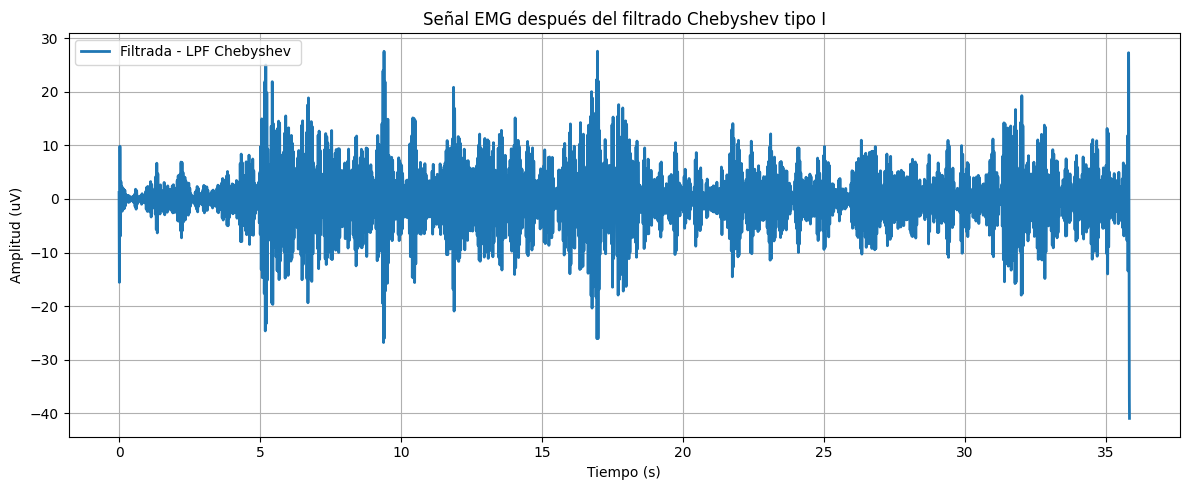 Señal EMG después del filtrado Chebyshev tipo I
Filtrada - LPF Chebyshev
Amplitud (uV)
30
20
10
0
−10
−20
−30
−40
0 5 10 15 20 25 30 35
Tiempo (s)